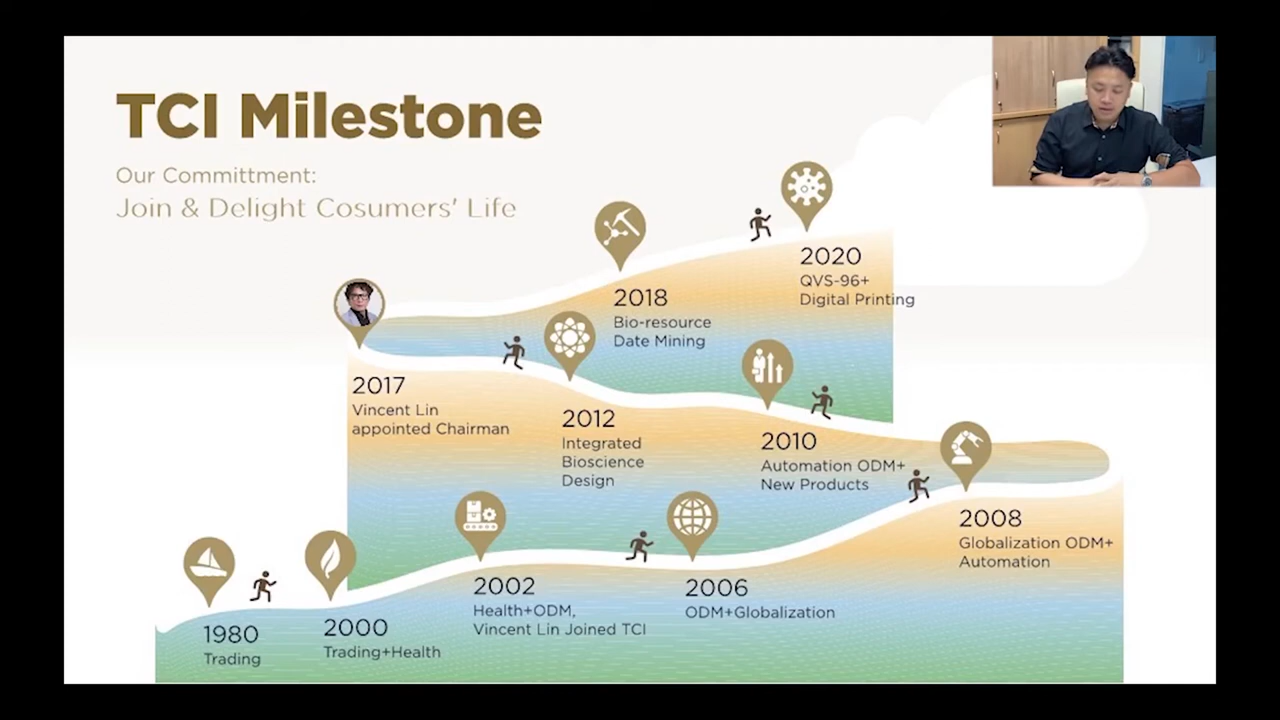 TCI Milestone
Our Committment:
Join & Delight Cosumers' Life
1980
Trading
2000
Trading+Health
2002
Health+ODM,
Vincent Lin Joined TCI
2006
ODM+Globalization
2008
Globalization ODM+
Automation
2010
Automation ODM+
New Products
2012
Integrated
Bioscience
Design
2017
Vincent Lin
appointed Chairman
2018
Bio-resource
Date Mining
2020
QVS-96+
Digital Printing